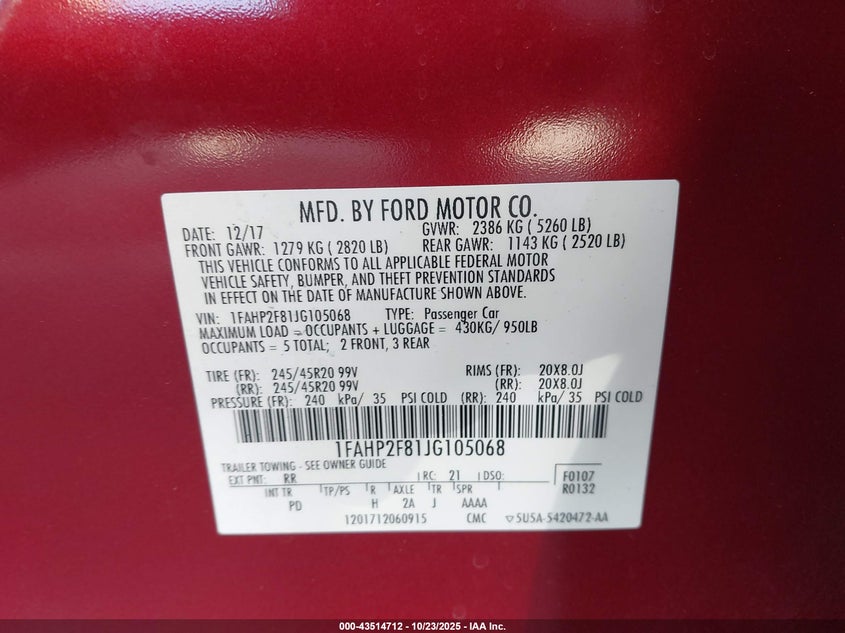 MFD. BY FORD MOTOR CO.
DATE: 12/17 GVWR: 2386 KG ( 5260 LB)
FRONT GAWR: 1279 KG ( 2820 LB) REAR GAWR: 1143 KG ( 2520 LB)
THIS VEHICLE CONFORMS TO ALL APPLICABLE FEDERAL MOTOR
VEHICLE SAFETY, BUMPER, AND THEFT PREVENTION STANDARDS
IN EFFECT ON THE DATE OF MANUFACTURE SHOWN ABOVE.
VIN: 1FAHP2F81JG105068 TYPE: Passenger Car
MAXIMUM LOAD = OCCUPANTS + LUGGAGE = 430KG/ 950LB
OCCUPANTS = 5 TOTAL; 2 FRONT, 3 REAR
TIRE (FR): 245/45R20 99V RIMS (FR): 20X8.0J
(RR): 245/45R20 99V (RR): 20X8.0J
PRESSURE (FR): 240 kPa/ 35 PSI COLD (RR): 240 kPa/ 35 PSI COLD
1FAHP2F81JG105068
TRAILER TOWING - SEE OWNER GUIDE
EXT PNT: RR RC: 21 DSO: F0107
INT TR TP/PS R AXLE TR SPR R0132
PD H 2A J AAAA
1201712060915 CMC ▽5U5A-5420472-AA
000-43514712 - 10/23/2025 - IAA Inc.